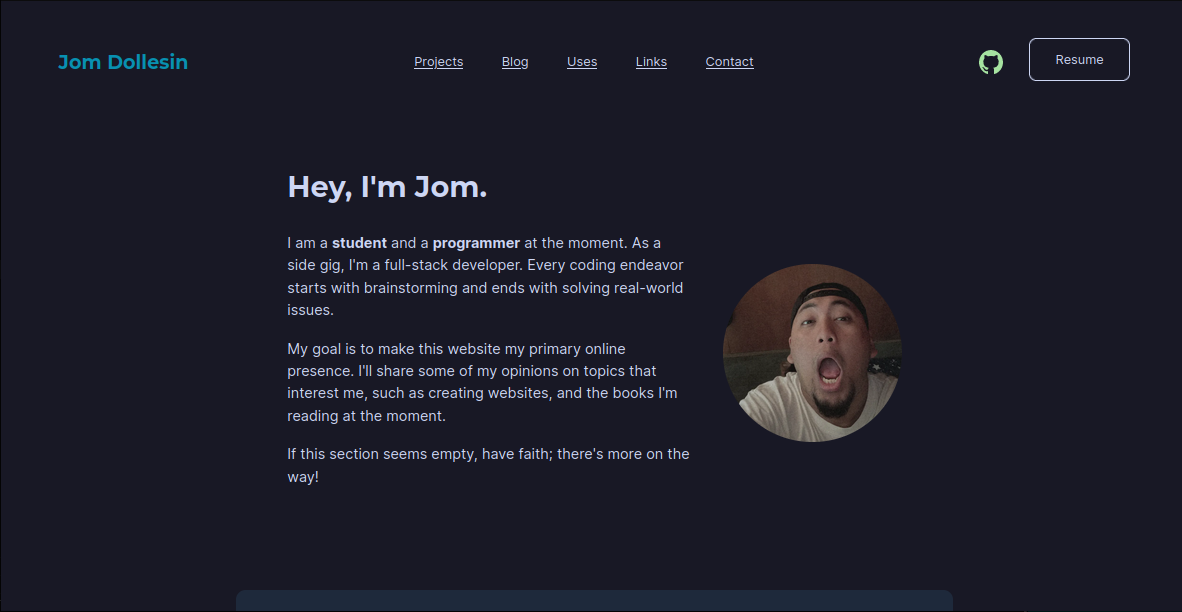 Jom Dollesin
Projects Blog Uses Links Contact
Resume
Hey, I'm Jom.
I am a student and a programmer at the moment. As a
side gig, I'm a full-stack developer. Every coding endeavor
starts with brainstorming and ends with solving real-world
issues.
My goal is to make this website my primary online
presence. I'll share some of my opinions on topics that
interest me, such as creating websites, and the books I'm
reading at the moment.
If this section seems empty, have faith; there's more on the
way!